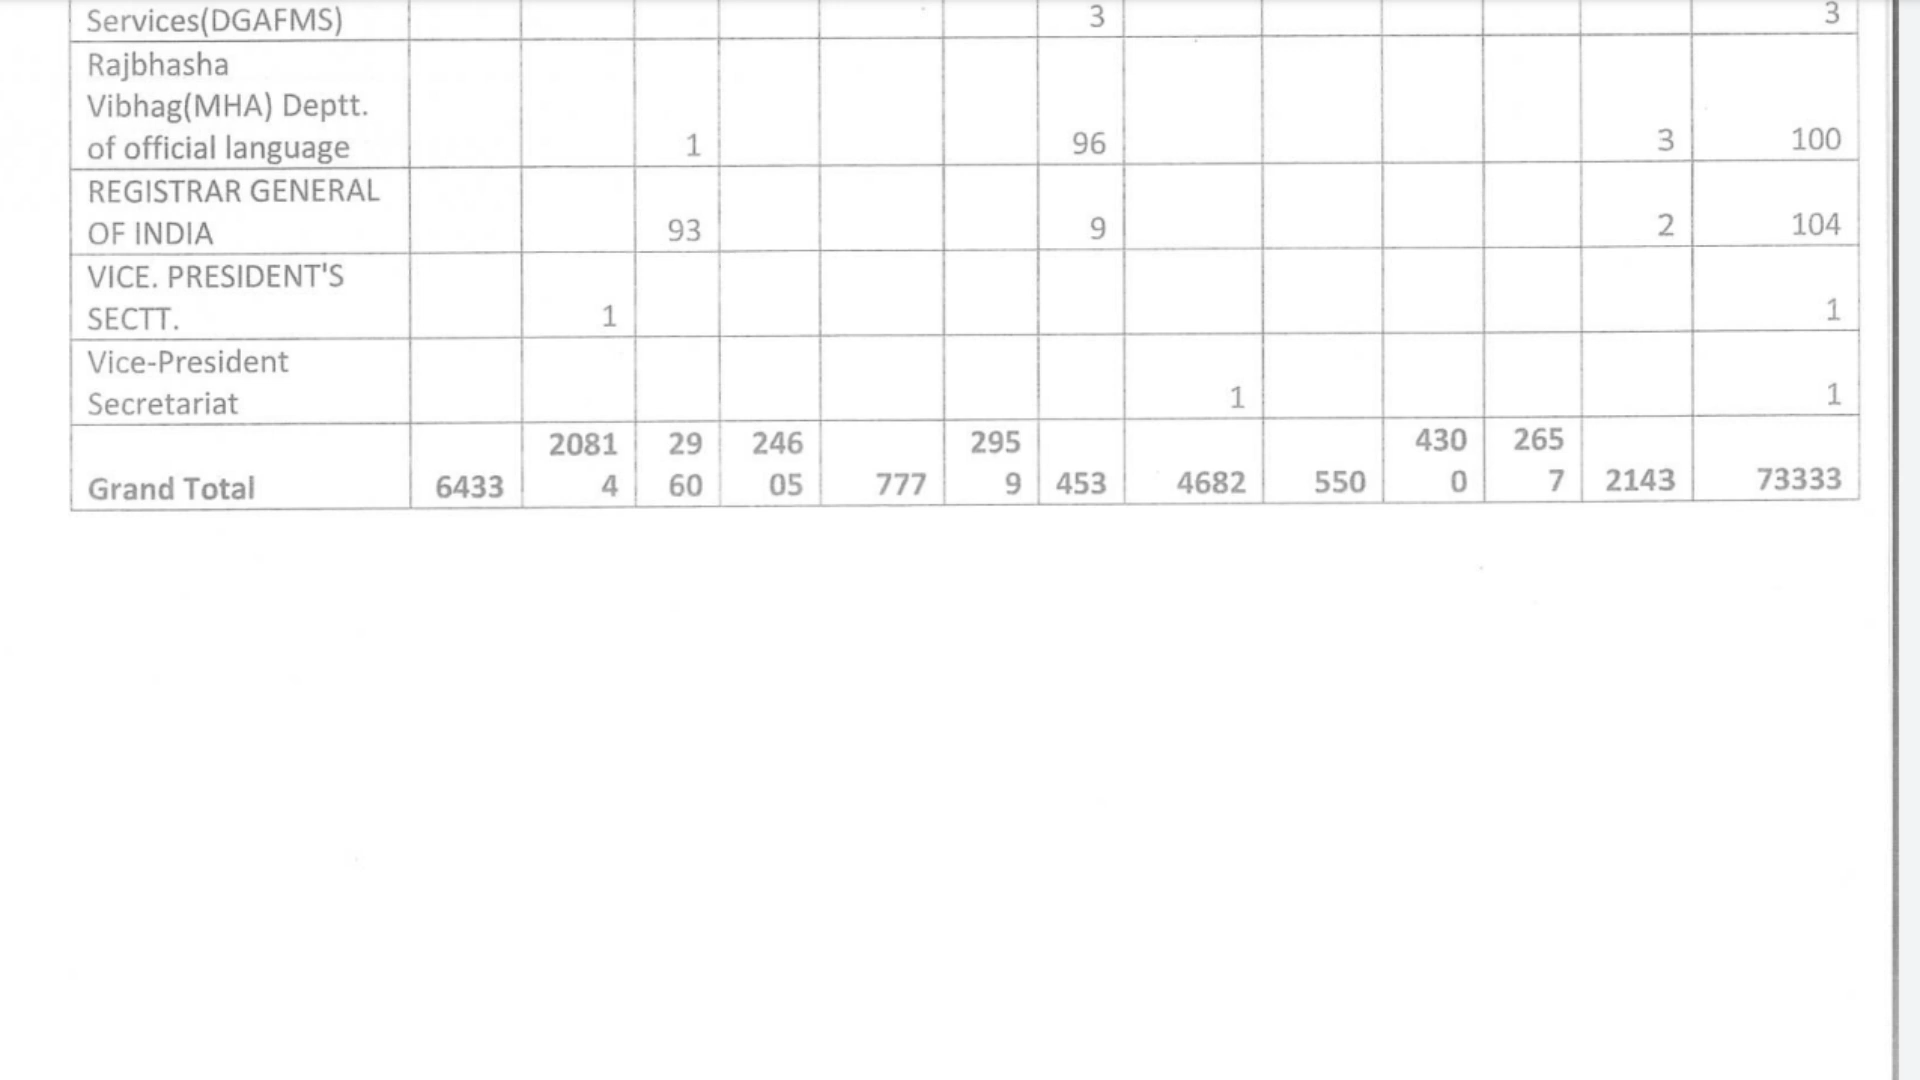 Services(DGAFMS) 3 3
Rajbhasha
Vibhag(MHA) Deptt.
of official language 1 96 3 100
REGISTRAR GENERAL
OF INDIA 93 9 2 104
VICE. PRESIDENT'S
SECTT. 1 1
Vice-President
Secretariat 1 1
2081 29 246 295 430 265
Grand Total 6433 4 60 05 777 9 453 4682 550 0 7 2143 73333